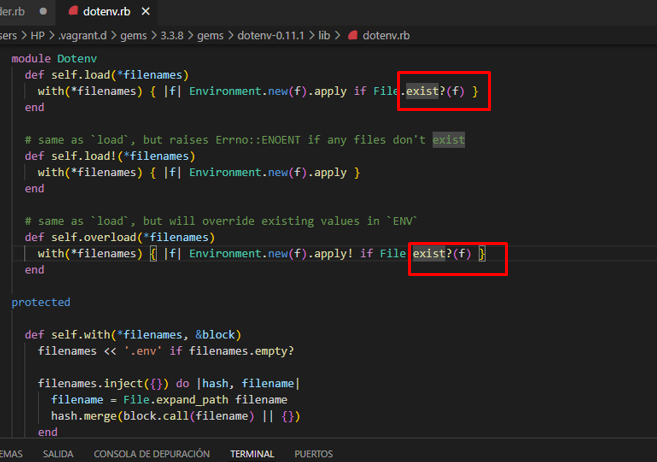 der.rb ● dotenv.rb ×
sers > HP > .vagrant.d > gems > 3.3.8 > gems > dotenv-0.11.1 > lib > dotenv.rb
module Dotenv
def self.load(*filenames)
with(*filenames) { |f| Environment.new(f).apply if File.exist?(f) }
end
# same as `load`, but raises Errno::ENOENT if any files don't exist
def self.load!(*filenames)
with(*filenames) { |f| Environment.new(f).apply }
end
# same as `load`, but will override existing values in `ENV`
def self.overload(*filenames)
with(*filenames) { |f| Environment.new(f).apply! if File exist?(f) }
end
protected
def self.with(*filenames, &block)
filenames << '.env' if filenames.empty?
filenames.inject({}) do |hash, filename|
filename = File.expand_path filename
hash.merge(block.call(filename) || {})
end
EMAS SALIDA CONSOLA DE DEPURACIÓN TERMINAL PUERTOS